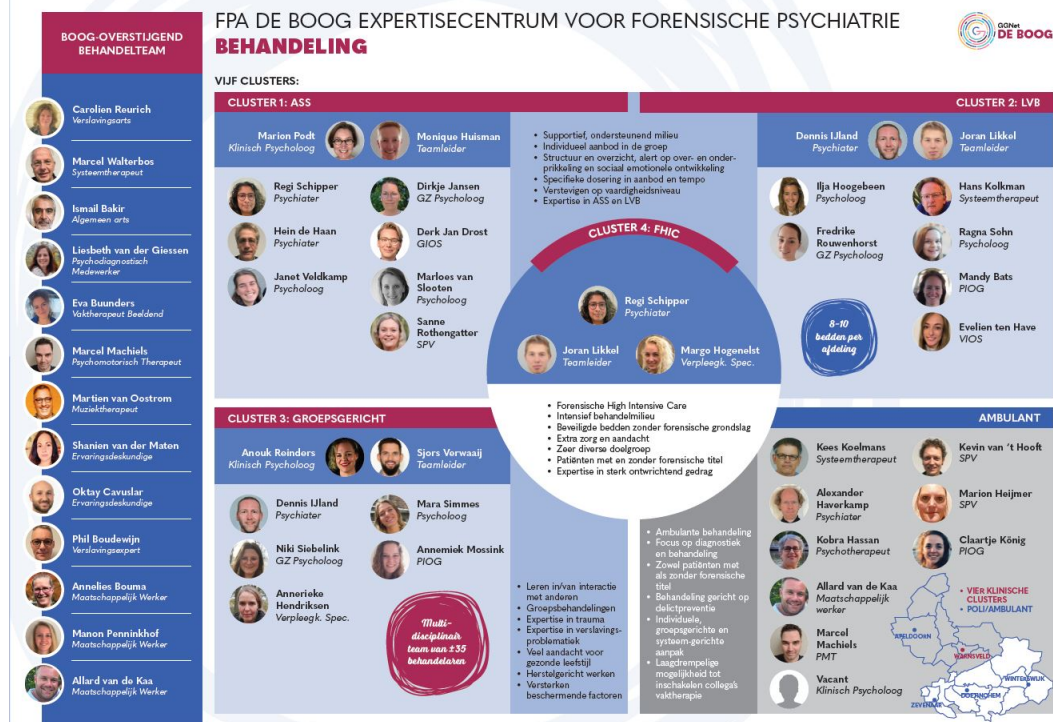 FPA DE BOOG EXPERTISECENTRUM VOOR FORENSISCHE PSYCHIATRIE
BEHANDELING
GGNet
DE BOOG
BOOG-OVERSTIJGEND
BEHANDELTEAM
Carolien Reurich
Verslavingsarts
Marcel Walterbos
Systeemtherapeut
Ismail Bakir
Algemeen arts
Liesbeth van der Giessen
Psychodiagnostisch
Medewerker
Eva Buunders
Vaktherapeut Beeldend
Marcel Machiels
Psychomotorisch Therapeut
Martien van Oostrom
Muziektherapeut
Shanien van der Maten
Ervaringsdeskundige
Oktay Cavuslar
Ervaringsdeskundige
Phil Boudewijn
Verslavingsexpert
Annelies Bouma
Maatschappelijk Werker
Manon Penninkhof
Maatschappelijk Werker
Allard van de Kaa
Maatschappelijk Werker
VIJF CLUSTERS:
CLUSTER 1: ASS
Marion Podt
Klinisch Psycholoog
Monique Huisman
Teamleider
Regi Schipper
Psychiater
Dirkje Jansen
GZ Psycholoog
Hein de Haan
Psychiater
Derk Jan Drost
GIOS
Janet Veldkamp
Psycholoog
Marloes van
Slooten
Psycholoog
Sanne
Rothengatter
SPV
• Supportief, ondersteunend milieu
• Individueel aanbod in de groep
• Structuur en overzicht, alert op over- en onder-
prikkeling en sociaal emotionele ontwikkeling
• Specifieke dosering in aanbod en tempo
• Verstevigen op vaardigheidsniveau
• Expertise in ASS en LVB
CLUSTER 2: LVB
Dennis IJland
Psychiater
Joran Likkel
Teamleider
Ilja Hoogebeen
Psycholoog
Hans Kolkman
Systeemtherapeut
Fredrike
Rouwenhorst
GZ Psycholoog
Ragna Sohn
Psycholoog
Mandy Bats
PIOG
Evelien ten Have
VIOS
8-10
bedden per
afdeling
CLUSTER 4: FHIC
Regi Schipper
Psychiater
Joran Likkel
Teamleider
Margo Hogenelst
Verpleegk. Spec.
• Forensische High Intensive Care
• Intensief behandelmilieu
• Beveiligde bedden zonder forensische grondslag
• Extra zorg en aandacht
• Zeer diverse doelgroep
• Patiënten met en zonder forensische titel
• Expertise in sterk ontwrichtend gedrag
CLUSTER 3: GROEPSGERICHT
Anouk Reinders
Klinisch Psycholoog
Sjors Verwaaij
Teamleider
Dennis IJland
Psychiater
Mara Simmes
Psycholoog
Niki Siebelink
GZ Psycholoog
Annemiek Mossink
PIOG
Annerieke
Hendriksen
Verpleegk. Spec.
Multi-
disciplinair
team van ±35
behandelaren
• Leren in/van interactie
met anderen
• Groepsbehandelingen
• Expertise in trauma
• Expertise in verslavings-
problematiek
• Veel aandacht voor
gezonde leefstijl
• Herstelgericht werken
• Versterken
beschermende factoren
AMBULANT
• Ambulante behandeling
• Focus op diagnostiek
en behandeling
• Zowel patiënten met
als zonder forensische
titel
• Behandeling gericht op
delictpreventie
• Individuele,
groepsgerichte en
systeem-gerichte
aanpak
• Laagdrempelige
mogelijkheid tot
inschakelen collega's
vaktherapie
Kees Koelmans
Systeemtherapeut
Kevin van 't Hooft
SPV
Alexander
Haverkamp
Psychiater
Marion Heijmer
SPV
Kobra Hassan
Psychotherapeut
Claartje König
PIOG
Allard van de Kaa
Maatschappelijk
werker
Marcel
Machiels
PMT
Vacant
Klinisch Psycholoog
• VIER KLINISCHE
CLUSTERS
• POLI/AMBULANT
APELDOORN
WARNSVELD
WINTERSWIJK
DOETINCHEM
ZEVENAAR